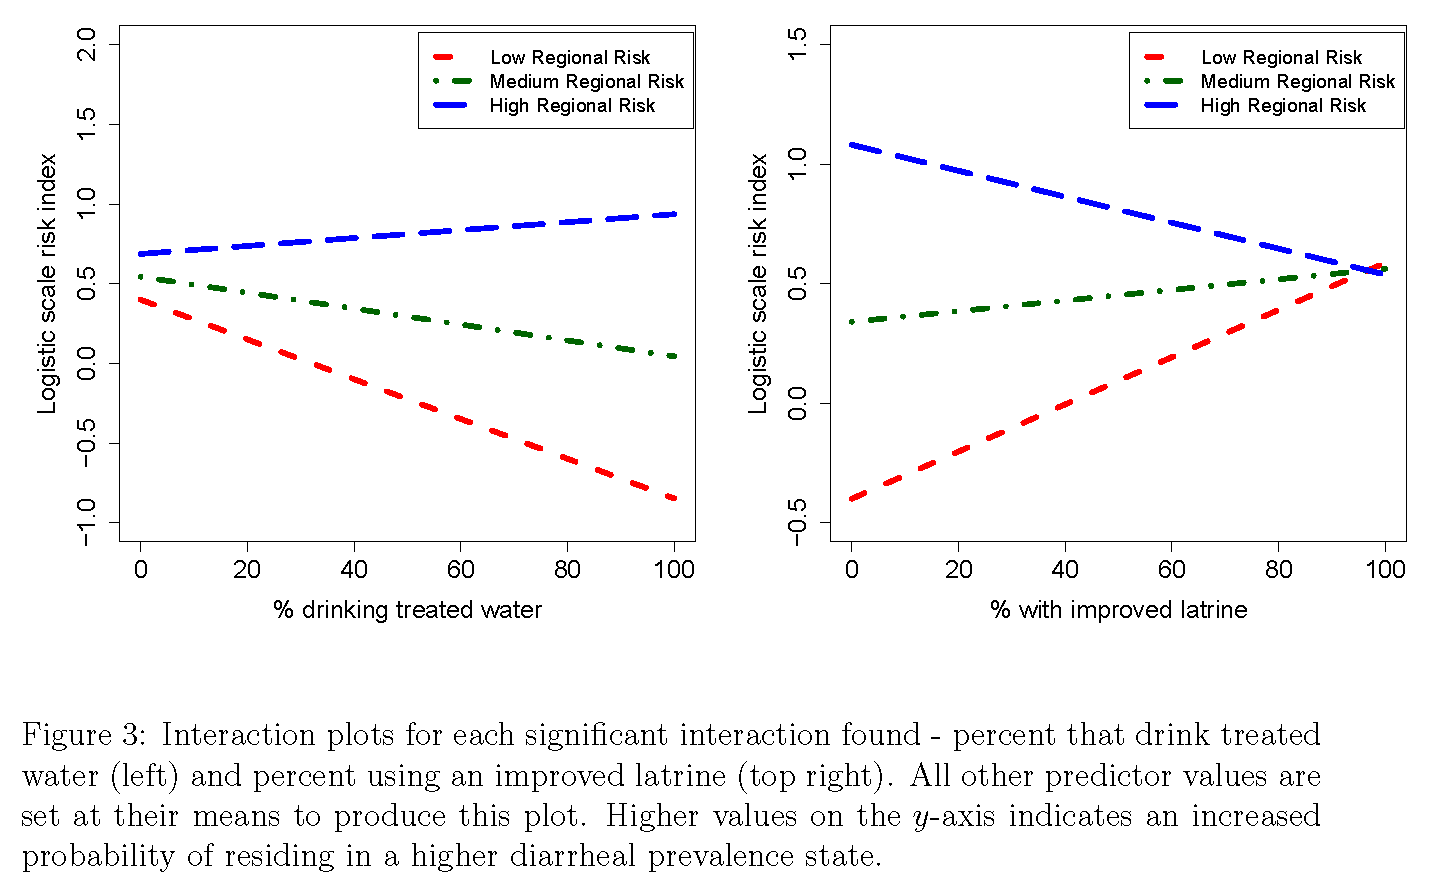 Logistic scale risk index
2.0
1.5
1.0
0.5
0.0
−0.5
−1.0
Low Regional Risk
Medium Regional Risk
High Regional Risk
0 20 40 60 80 100
% drinking treated water
Logistic scale risk index
1.5
1.0
0.5
0.0
−0.5
Low Regional Risk
Medium Regional Risk
High Regional Risk
0 20 40 60 80 100
% with improved latrine
Figure 3: Interaction plots for each significant interaction found - percent that drink treated
water (left) and percent using an improved latrine (top right). All other predictor values are
set at their means to produce this plot. Higher values on the y-axis indicates an increased
probability of residing in a higher diarrheal prevalence state.